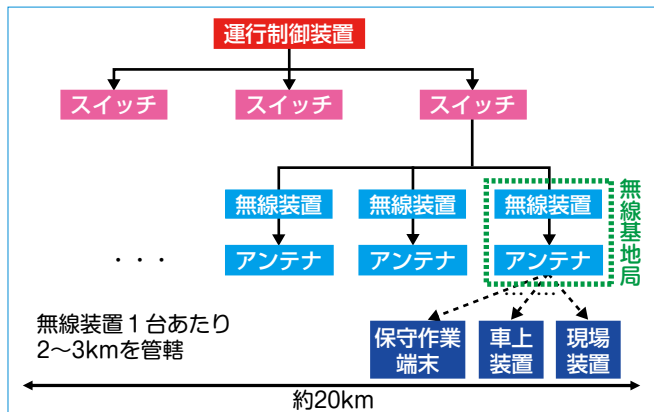 運行制御装置
スイッチ
スイッチ
スイッチ
無線装置
無線装置
無線装置
無線基地局
・・・
アンテナ
アンテナ
アンテナ
無線装置1台あたり
2〜3kmを管轄
保守作業
端末
車上
装置
現場
装置
約20km